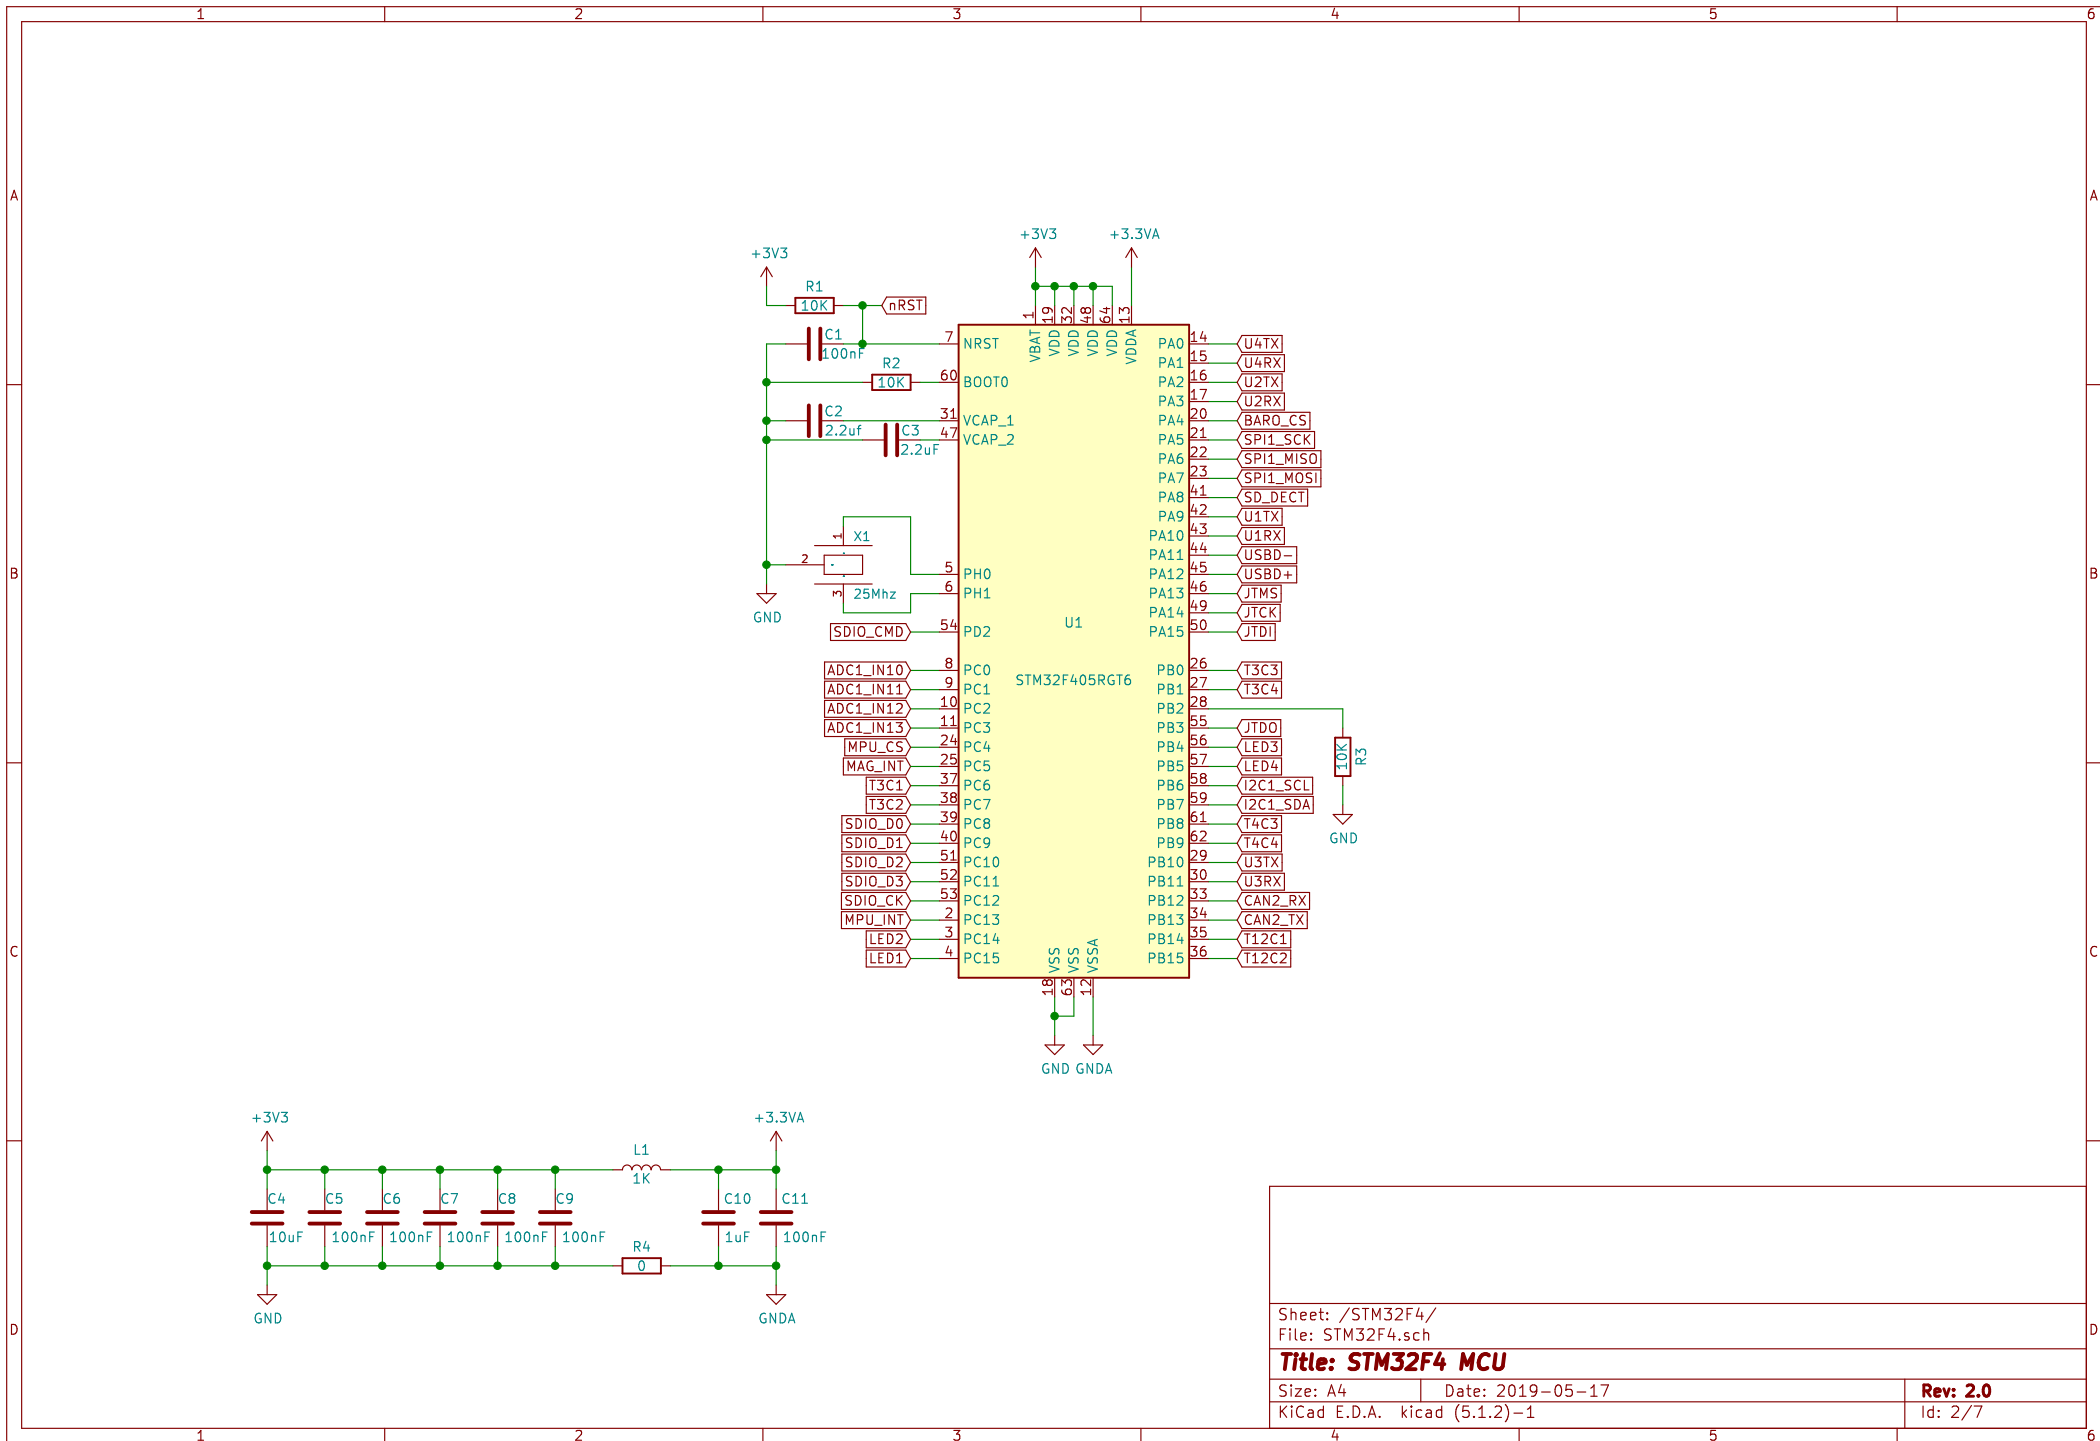 1 2 3 4 5 6
A A
B B
C C
D D
+3V3
+3V3 +3.3VA
R1
10K
nRST
C1
100nF
R2
10K
C2
2.2uf
C3
2.2uF
1
X1
2
3
25Mhz
GND
1 19 32 48 64 13
VBAT VDD VDD VDD VDD VDDA
7 NRST
60 BOOT0
31 VCAP_1
47 VCAP_2
5 PH0
6 PH1
SDIO_CMD 54 PD2
ADC1_IN10 8 PC0
ADC1_IN11 9 PC1
ADC1_IN12 10 PC2
ADC1_IN13 11 PC3
MPU_CS 24 PC4
MAG_INT 25 PC5
T3C1 37 PC6
T3C2 38 PC7
SDIO_D0 39 PC8
SDIO_D1 40 PC9
SDIO_D2 51 PC10
SDIO_D3 52 PC11
SDIO_CK 53 PC12
MPU_INT 2 PC13
LED2 3 PC14
LED1 4 PC15
U1
STM32F405RGT6
PA0 14 U4TX
PA1 15 U4RX
PA2 16 U2TX
PA3 17 U2RX
PA4 20 BARO_CS
PA5 21 SPI1_SCK
PA6 22 SPI1_MISO
PA7 23 SPI1_MOSI
PA8 41 SD_DECT
PA9 42 U1TX
PA10 43 U1RX
PA11 44 USBD-
PA12 45 USBD+
PA13 46 JTMS
PA14 49 JTCK
PA15 50 JTDI
PB0 26 T3C3
PB1 27 T3C4
PB2 28
PB3 55 JTDO
PB4 56 LED3
PB5 57 LED4
PB6 58 I2C1_SCL
PB7 59 I2C1_SDA
PB8 61 T4C3
PB9 62 T4C4
PB10 29 U3TX
PB11 30 U3RX
PB12 33 CAN2_RX
PB13 34 CAN2_TX
PB14 35 T12C1
PB15 36 T12C2
10K R3
GND
VSS VSS VSSA
18 63 12
GND GNDA
+3V3 +3.3VA
L1
1K
C4 C5 C6 C7 C8 C9 C10 C11
10uF 100nF 100nF 100nF 100nF 100nF 1uF 100nF
R4
0
GND GNDA
Sheet: /STM32F4/
File: STM32F4.sch
Title: STM32F4 MCU
Size: A4 Date: 2019-05-17 Rev: 2.0
KiCad E.D.A. kicad (5.1.2)-1 Id: 2/7
1 2 3 4 5 6